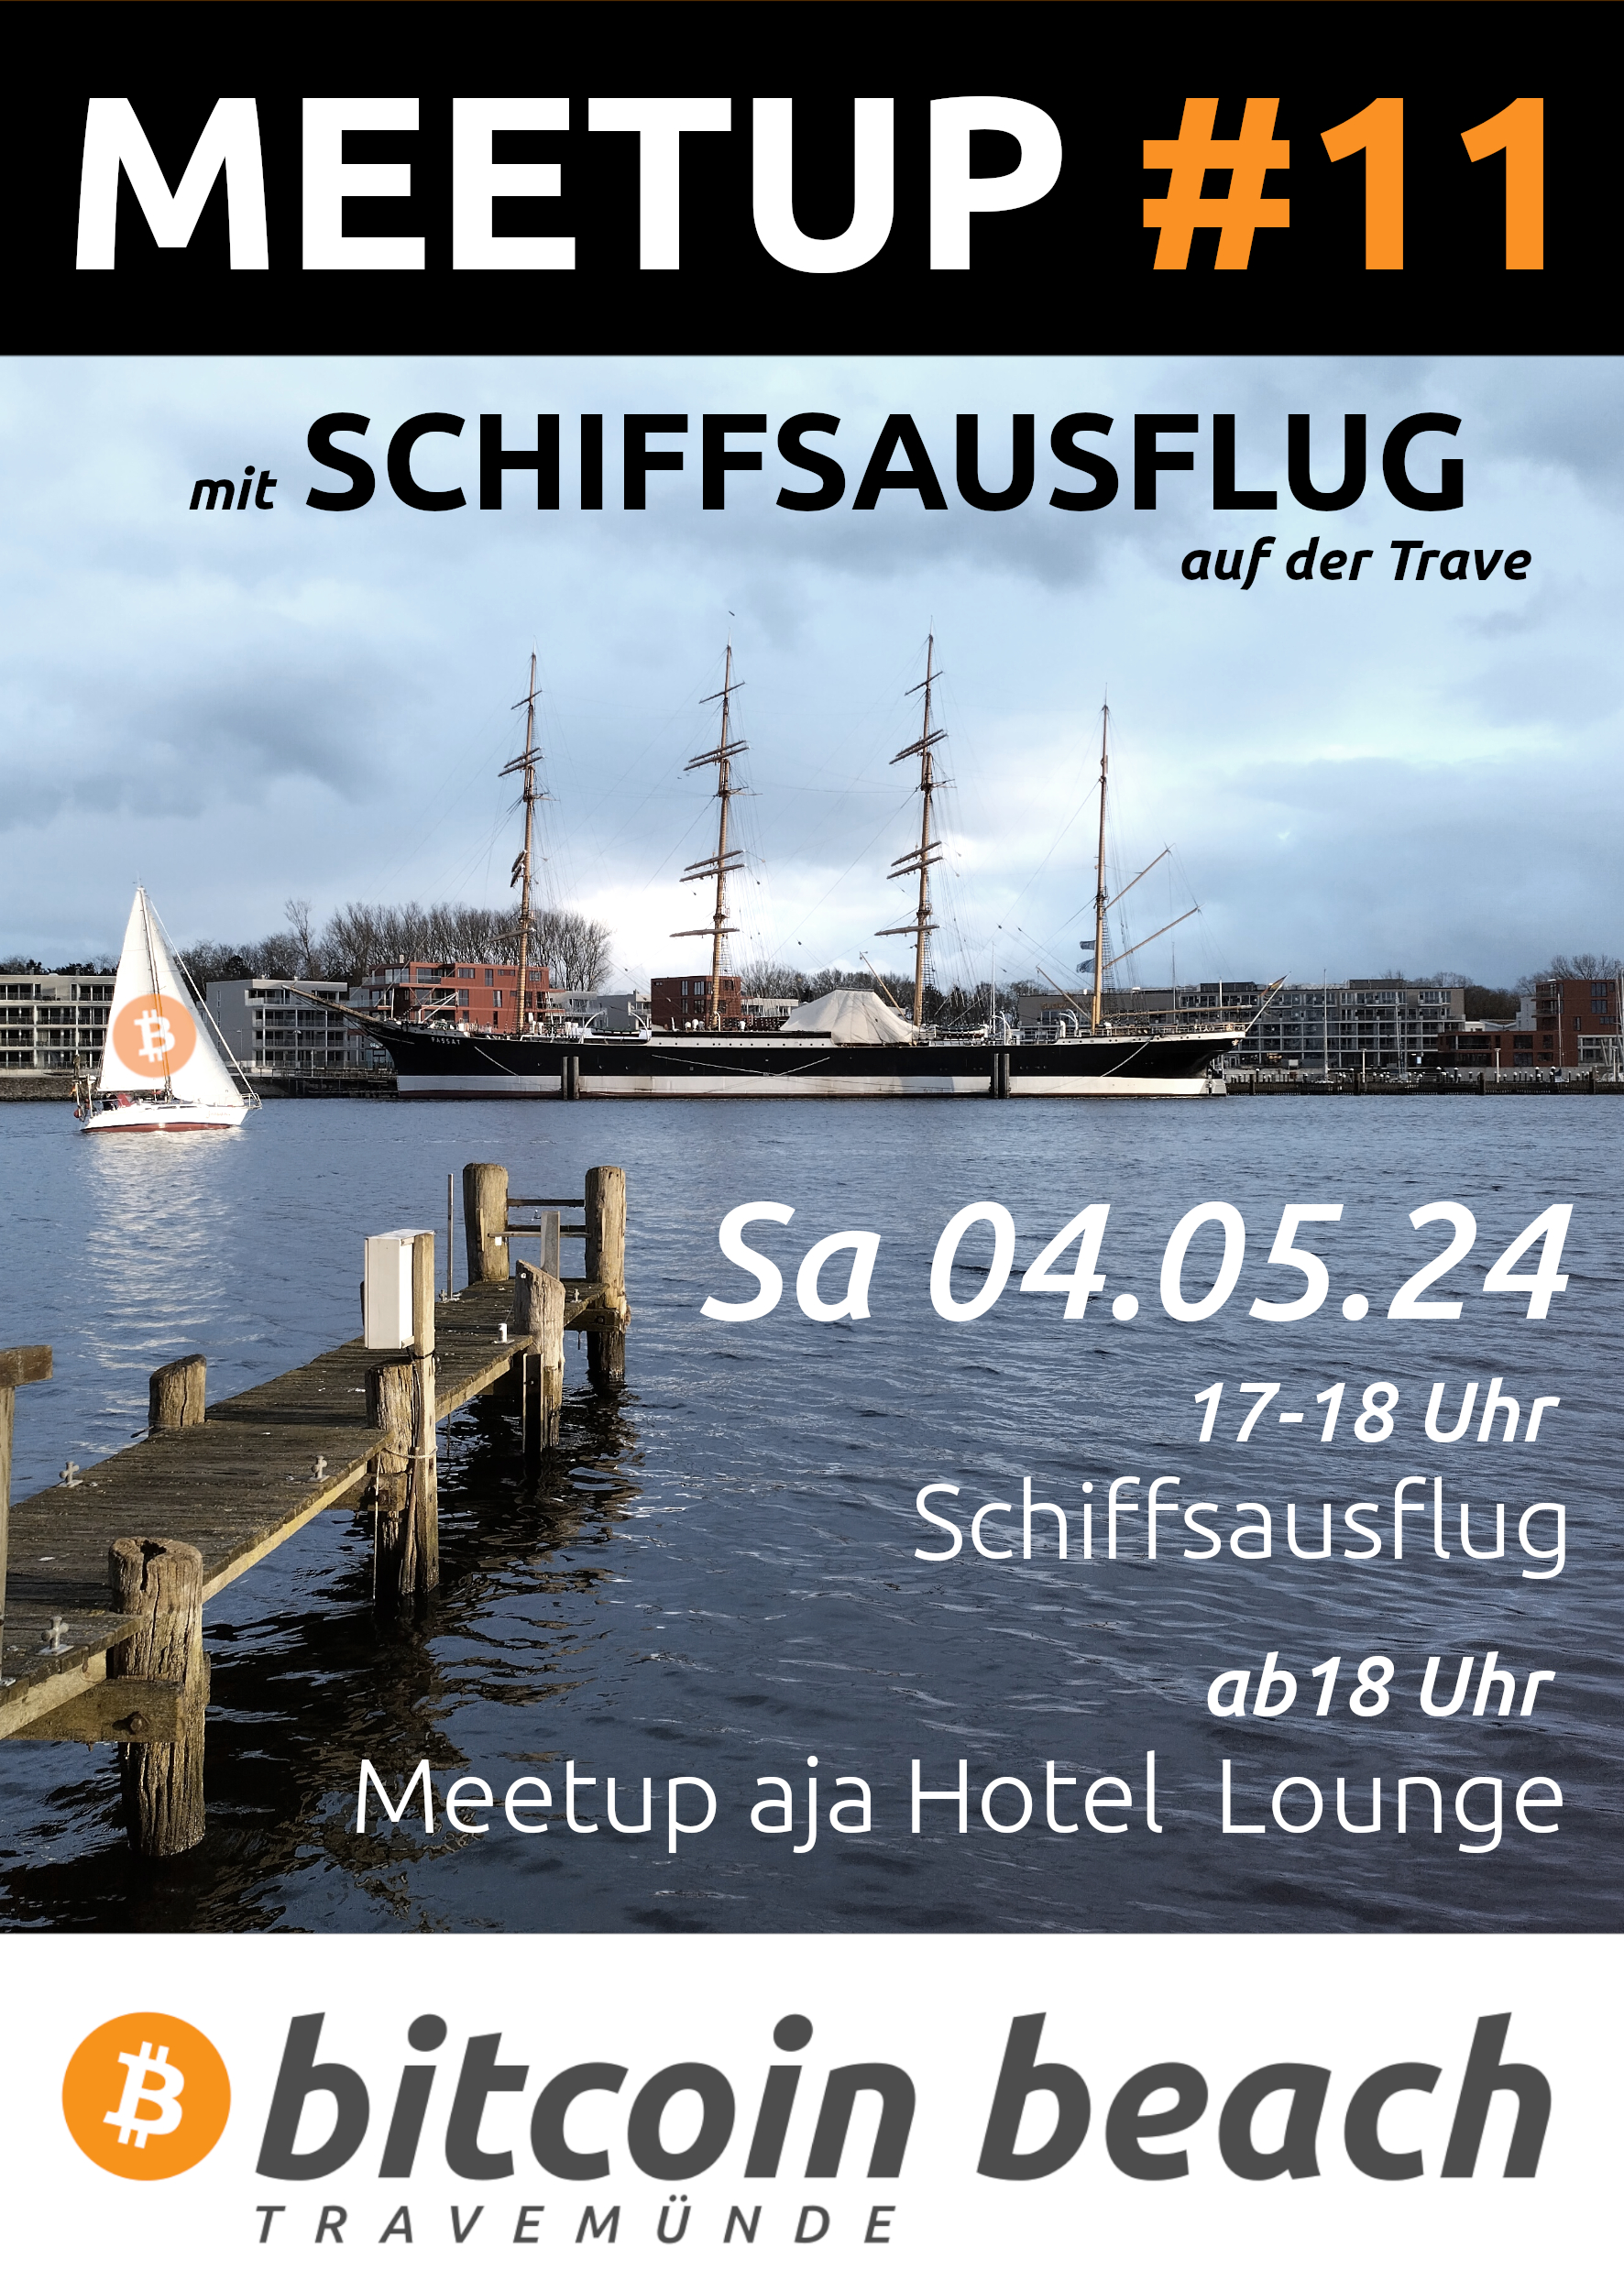 MEETUP #11
mit SCHIFFSAUSFLUG
auf der Trave
PASSAT
Sa 04.05.24
17-18 Uhr
Schiffsausflug
ab18 Uhr
Meetup aja Hotel Lounge
bitcoin beach
TRAVEMÜNDE